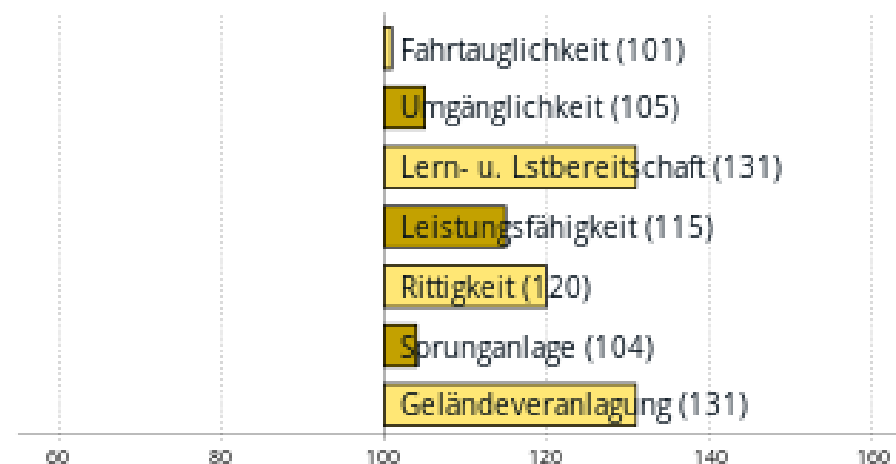 Fahrtauglichkeit (101)
Umgänglichkeit (105)
Lern- u. Lstbereitschaft (131)
Leistungsfähigkeit (115)
Rittigkeit (120)
Sprunganlage (104)
Geländeveranlagung (131)
60 80 100 120 140 160